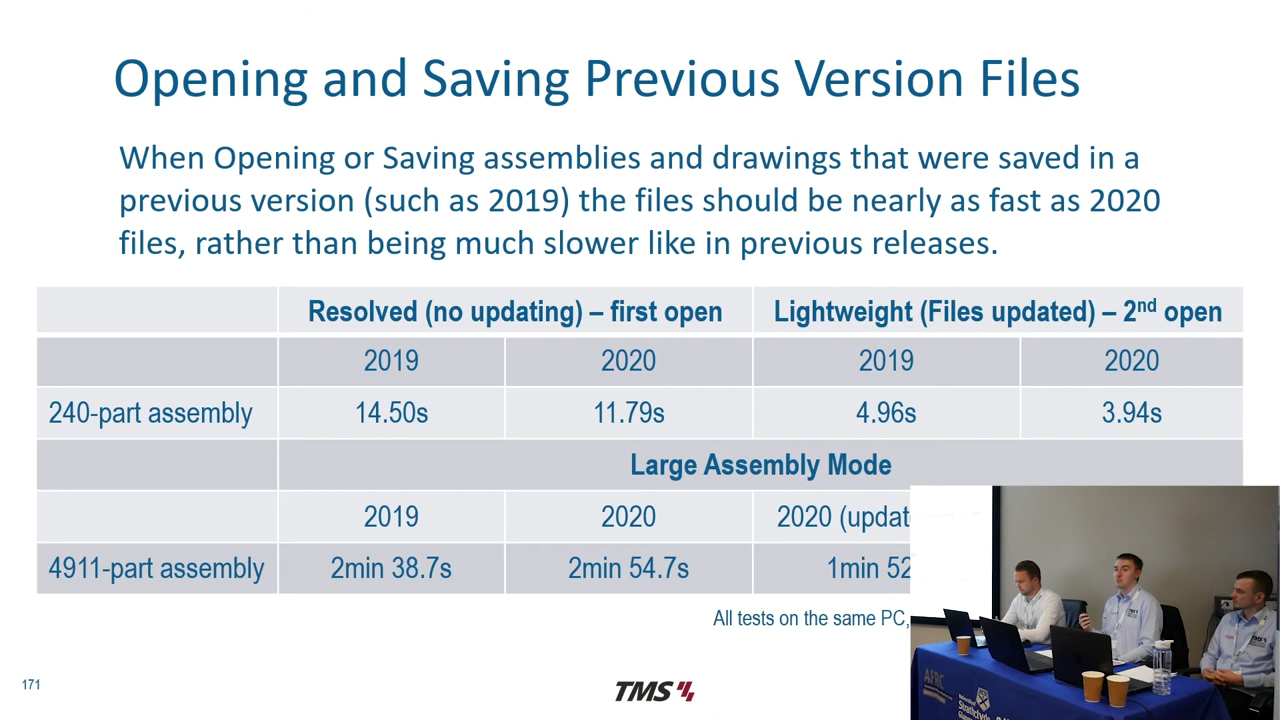 Opening and Saving Previous Version Files
When Opening or Saving assemblies and drawings that were saved in a
previous version (such as 2019) the files should be nearly as fast as 2020
files, rather than being much slower like in previous releases.
Resolved (no updating) – first open Lightweight (Files updated) – 2nd open
2019 2020 2019 2020
240-part assembly 14.50s 11.79s 4.96s 3.94s
Large Assembly Mode
2019 2020 2020 (updat
4911-part assembly 2min 38.7s 2min 54.7s 1min 52
All tests on the same PC,
171
TMS
AFRC
Strathclyde